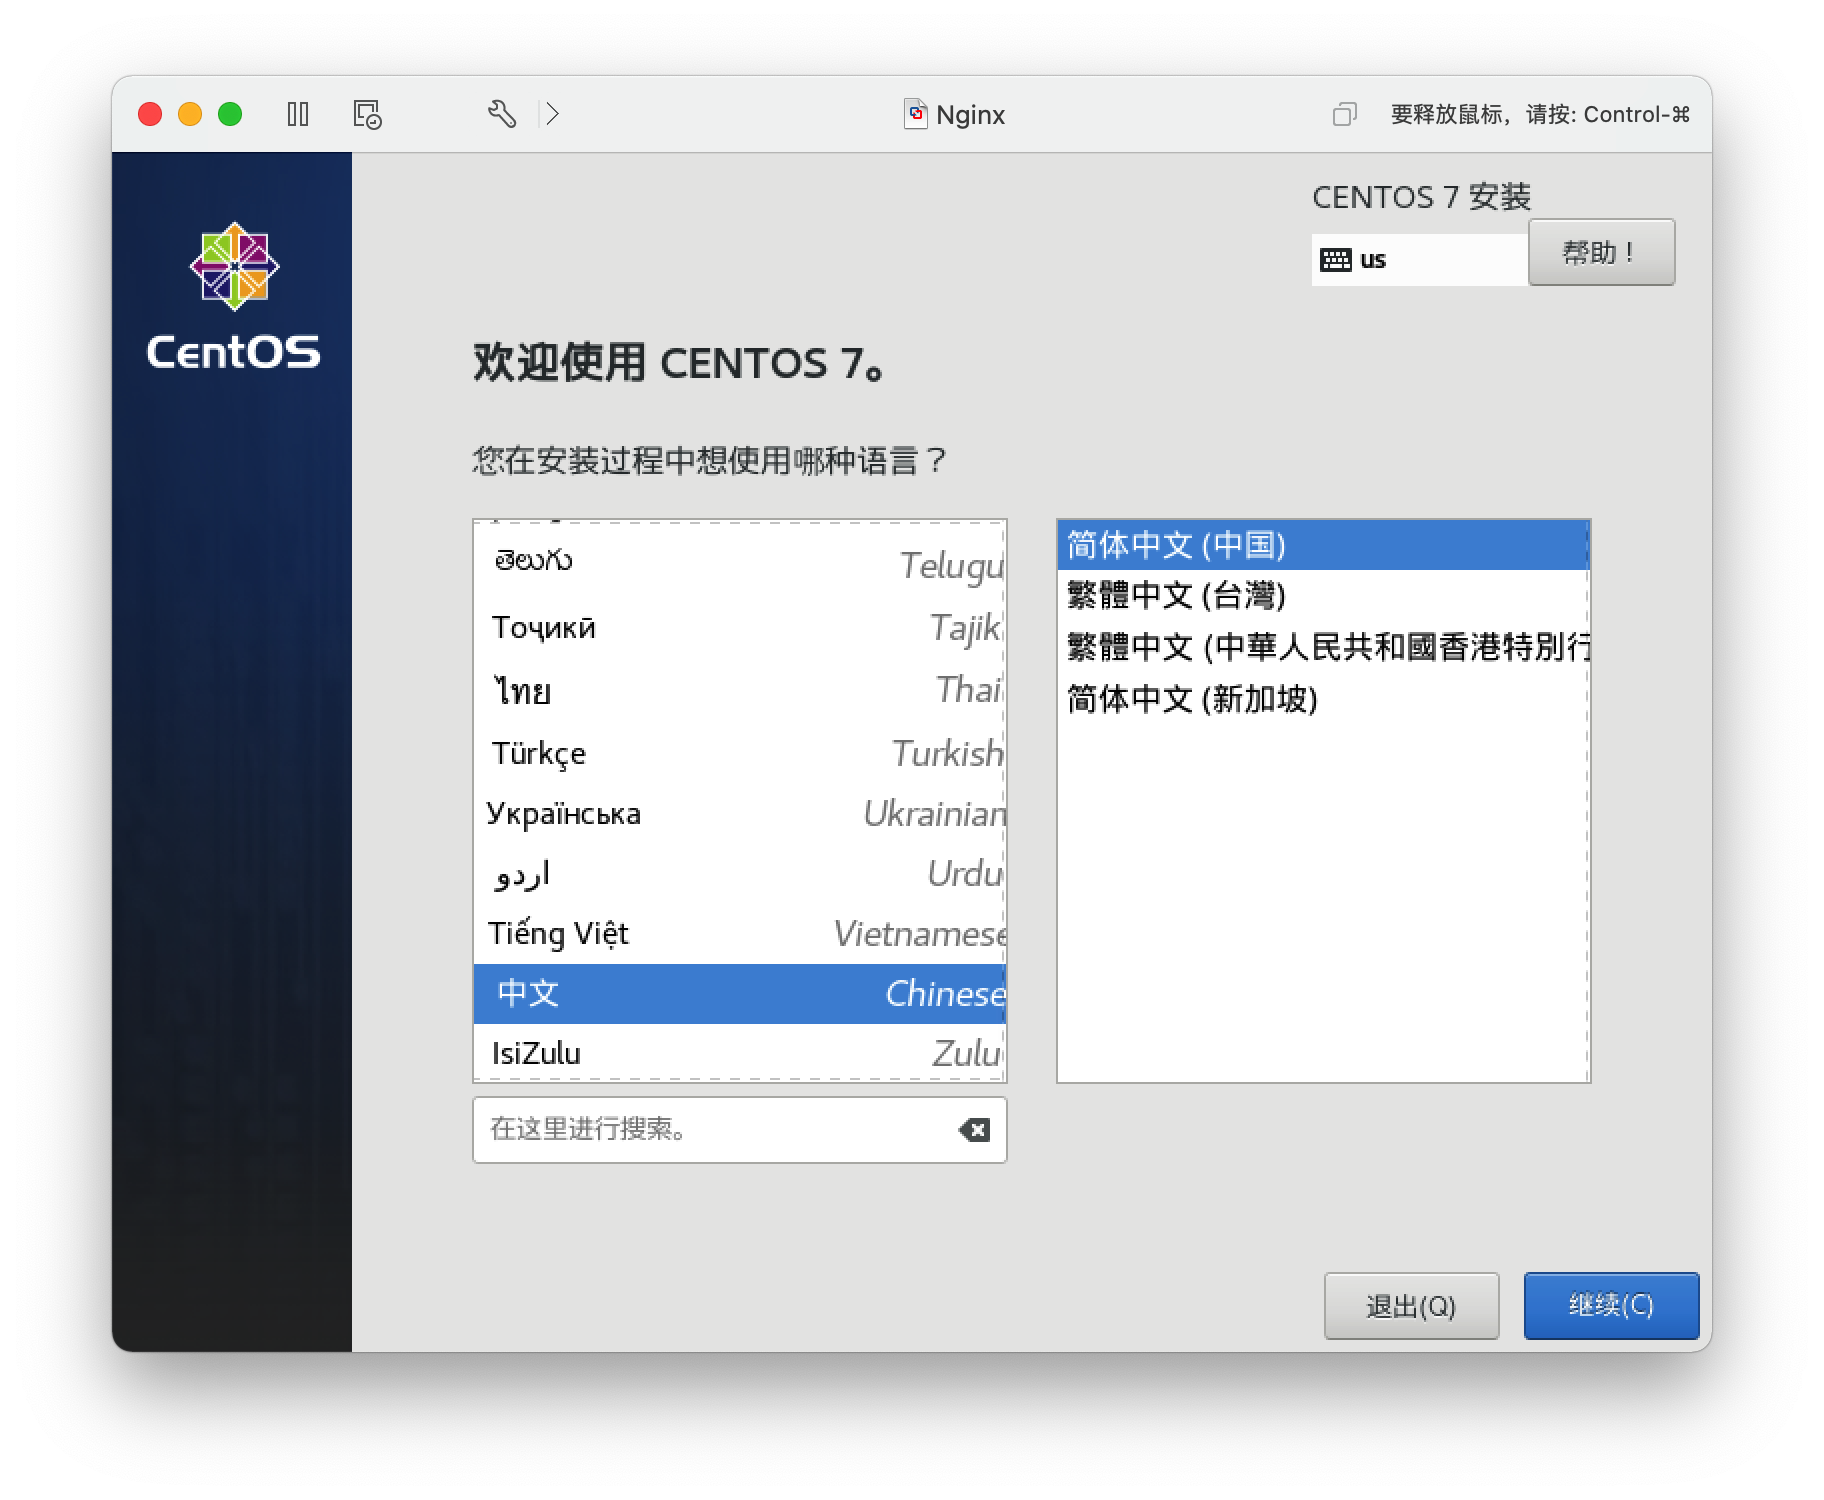 Nginx
要释放鼠标，请按: Control-⌘
CentOS
CENTOS 7 安装
us
帮助！
欢迎使用 CENTOS 7。
您在安装过程中想使用哪种语言？
తెలుగు Telugu
Тоҷикӣ Tajik
ไทย Thai
Türkçe Turkish
Українська Ukrainian
اردو Urdu
Tiếng Việt Vietnamese
中文 Chinese
IsiZulu Zulu
简体中文 (中国)
繁體中文 (台灣)
繁體中文 (中華人民共和國香港特別行
简体中文 (新加坡)
在这里进行搜索。
退出(Q)
继续(C)